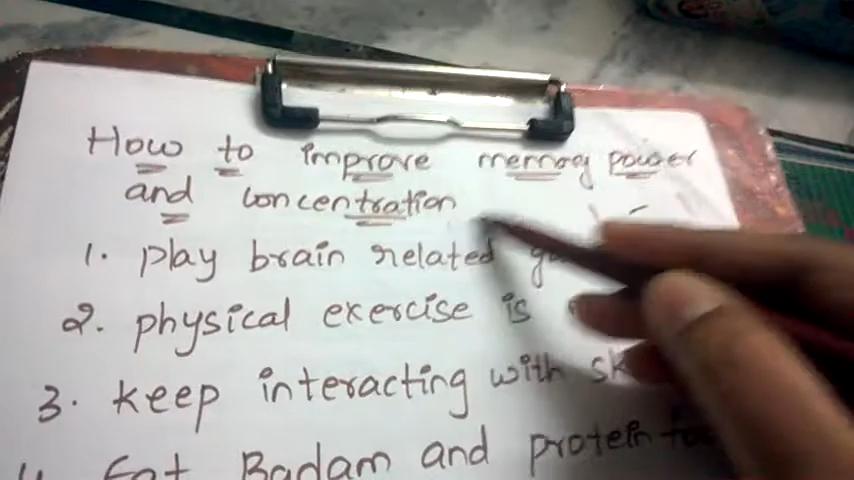 How to improve memory power
and concentration
1. play brain related
2. physical exercise is
3. keep interacting with
4. Eat Badam and protein